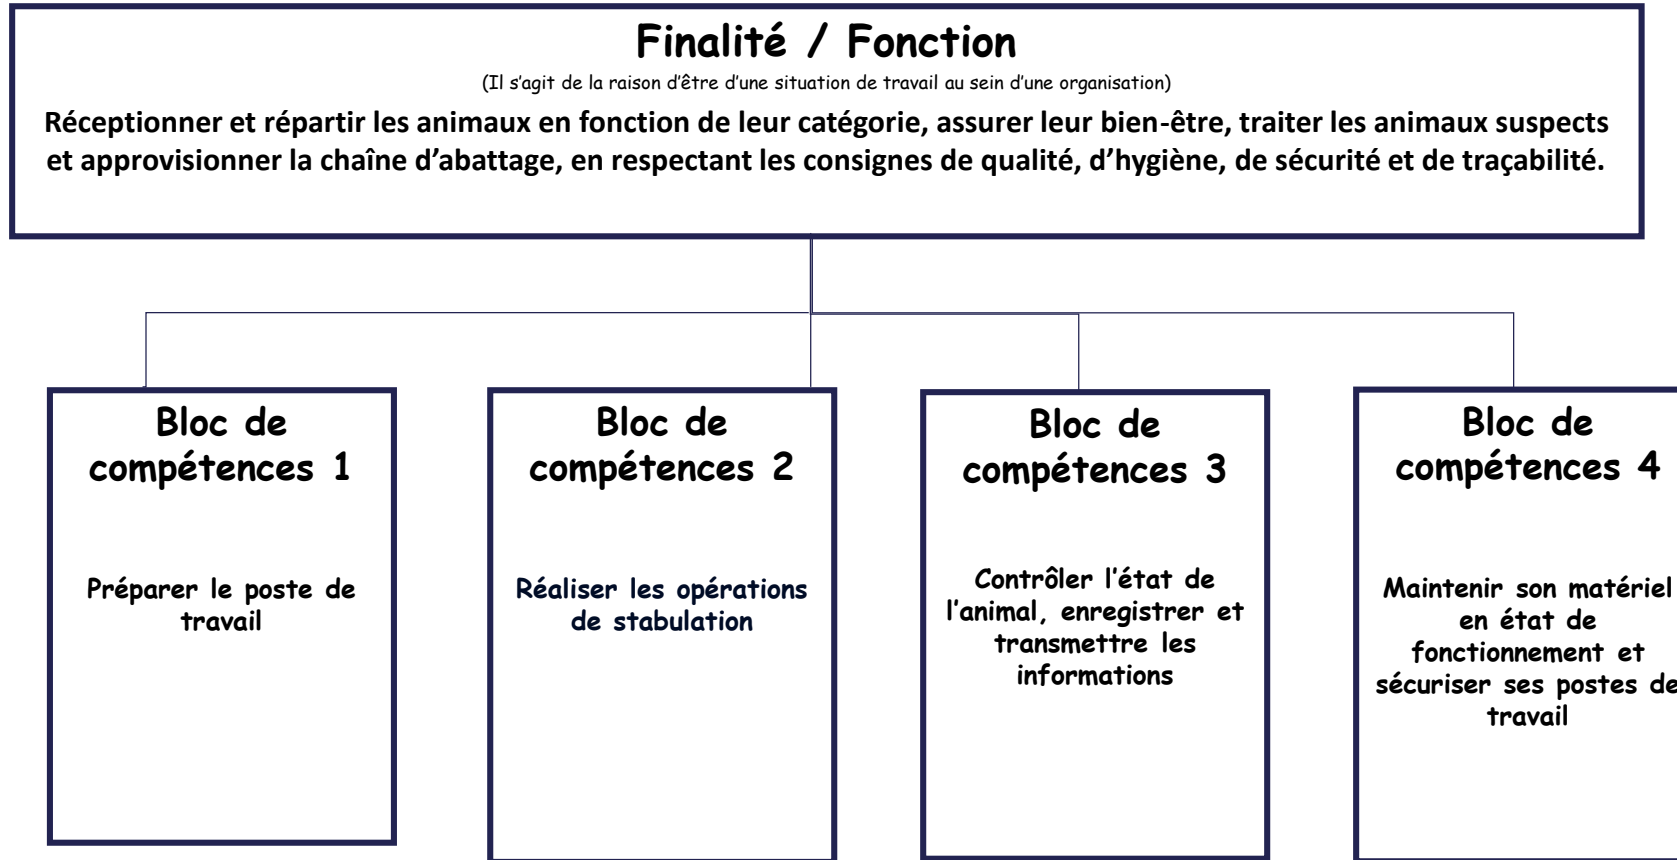 Finalité / Fonction
(Il s’agit de la raison d’être d’une situation de travail au sein d’une organisation)
Réceptionner et répartir les animaux en fonction de leur catégorie, assurer leur bien-être, traiter les animaux suspects
et approvisionner la chaîne d’abattage, en respectant les consignes de qualité, d’hygiène, de sécurité et de traçabilité.
Bloc de
compétences 1
Préparer le poste de
travail
Bloc de
compétences 2
Réaliser les opérations
de stabulation
Bloc de
compétences 3
Contrôler l’état de
l’animal, enregistrer et
transmettre les
informations
Bloc de
compétences 4
Maintenir son matériel
en état de
fonctionnement et
sécuriser ses postes de
travail